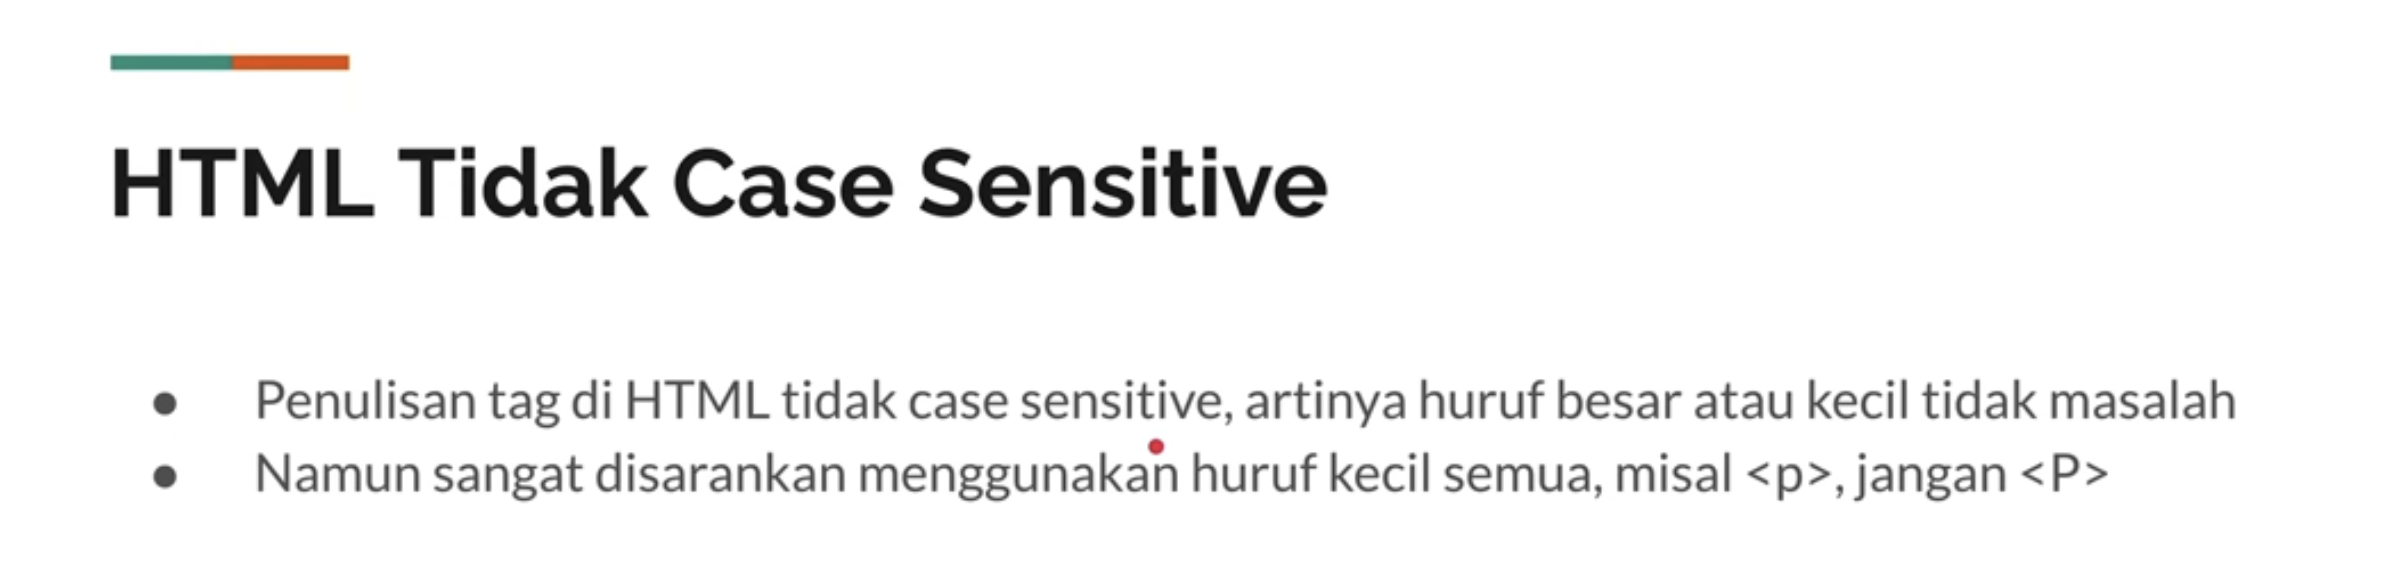 HTML Tidak Case Sensitive
● Penulisan tag di HTML tidak case sensitive, artinya huruf besar atau kecil tidak masalah
● Namun sangat disarankan menggunakan huruf kecil semua, misal <p>, jangan <P>